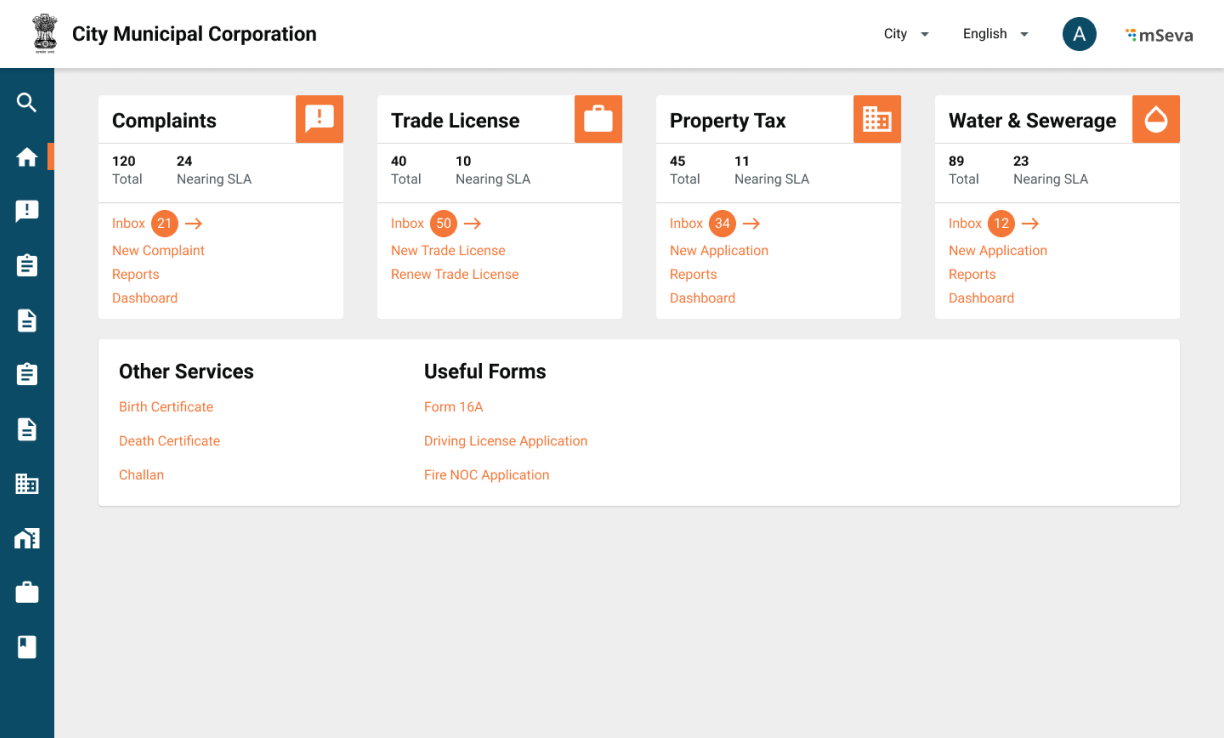 City Municipal Corporation
City
English
A
mSeva
Complaints
120 24
Total Nearing SLA
Inbox 21
New Complaint
Reports
Dashboard
Trade License
40 10
Total Nearing SLA
Inbox 50
New Trade License
Renew Trade License
Property Tax
45 11
Total Nearing SLA
Inbox 34
New Application
Reports
Dashboard
Water & Sewerage
89 23
Total Nearing SLA
Inbox 12
New Application
Reports
Dashboard
Other Services
Birth Certificate
Death Certificate
Challan
Useful Forms
Form 16A
Driving License Application
Fire NOC Application